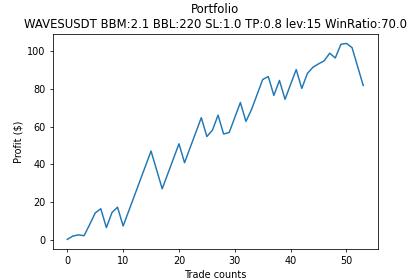 Portfolio
WAVESUSDT BBM:2.1 BBL:220 SL:1.0 TP:0.8 lev:15 WinRatio:70.0
100
80
60
40
20
0
Profit ($)
0 10 20 30 40 50
Trade counts